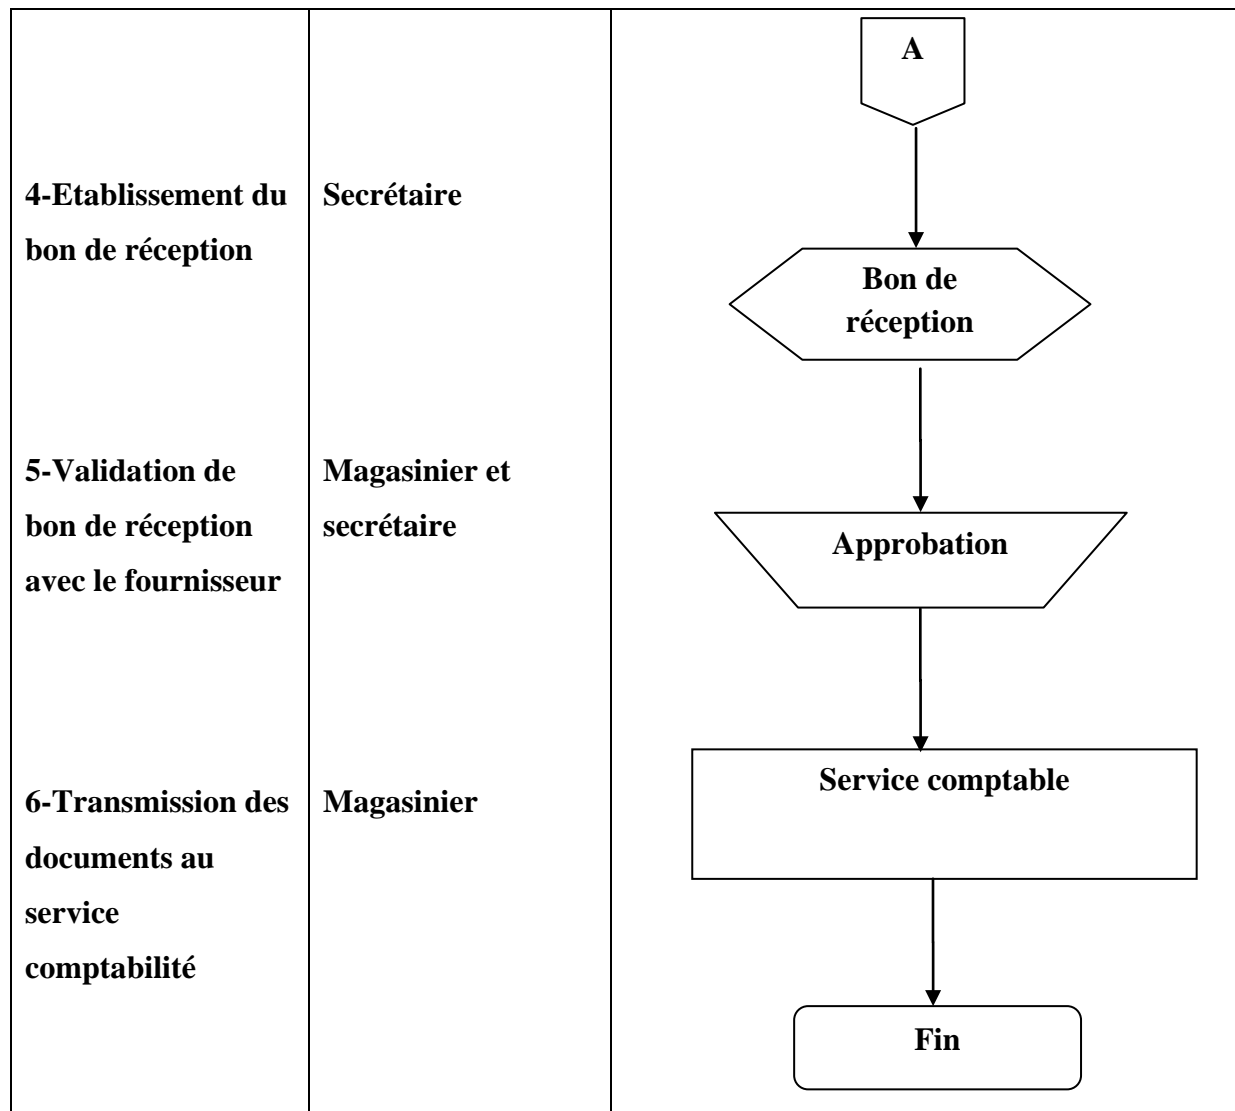 A
4-Etablissement du
bon de réception
Secrétaire
Bon de
réception
5-Validation de
bon de réception
avec le fournisseur
Magasinier et
secrétaire
Approbation
6-Transmission des
documents au
service
comptabilité
Magasinier
Service comptable
Fin